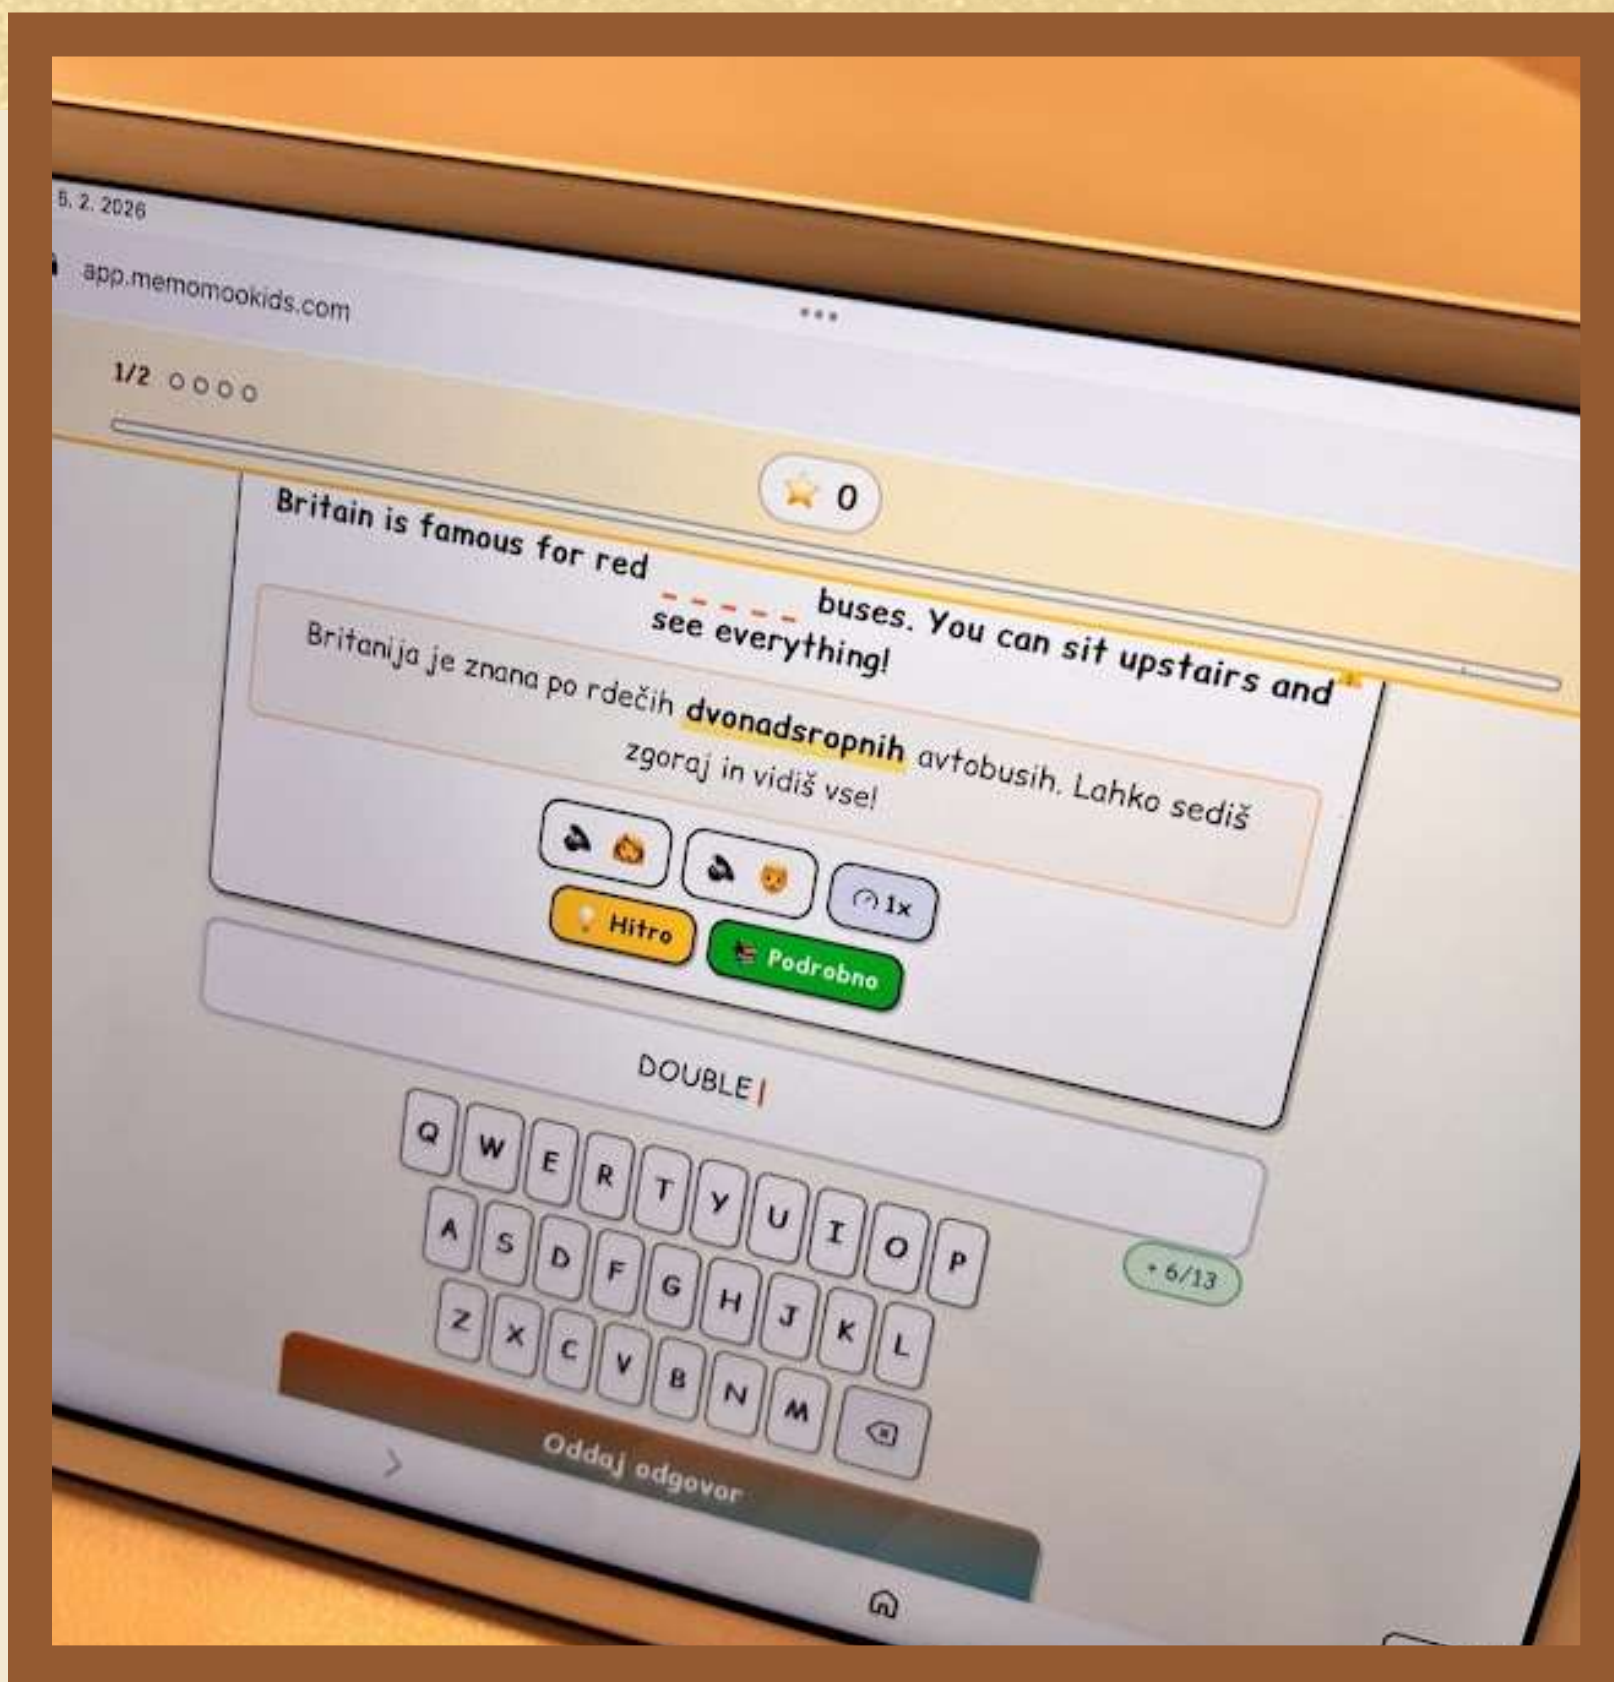 5. 2. 2026
app.memomookids.com
1/2
0
Britain is famous for red _ _ _ _ _ buses. You can sit upstairs and
see everything!
Britanija je znana po rdečih dvonadsropnih avtobusih. Lahko sediš
zgoraj in vidiš vse!
1x
Hitro
Podrobno
DOUBLE
+ 6/13
Q W E R T Y U I O P
A S D F G H J K L
Z X C V B N M
Oddaj odgovor